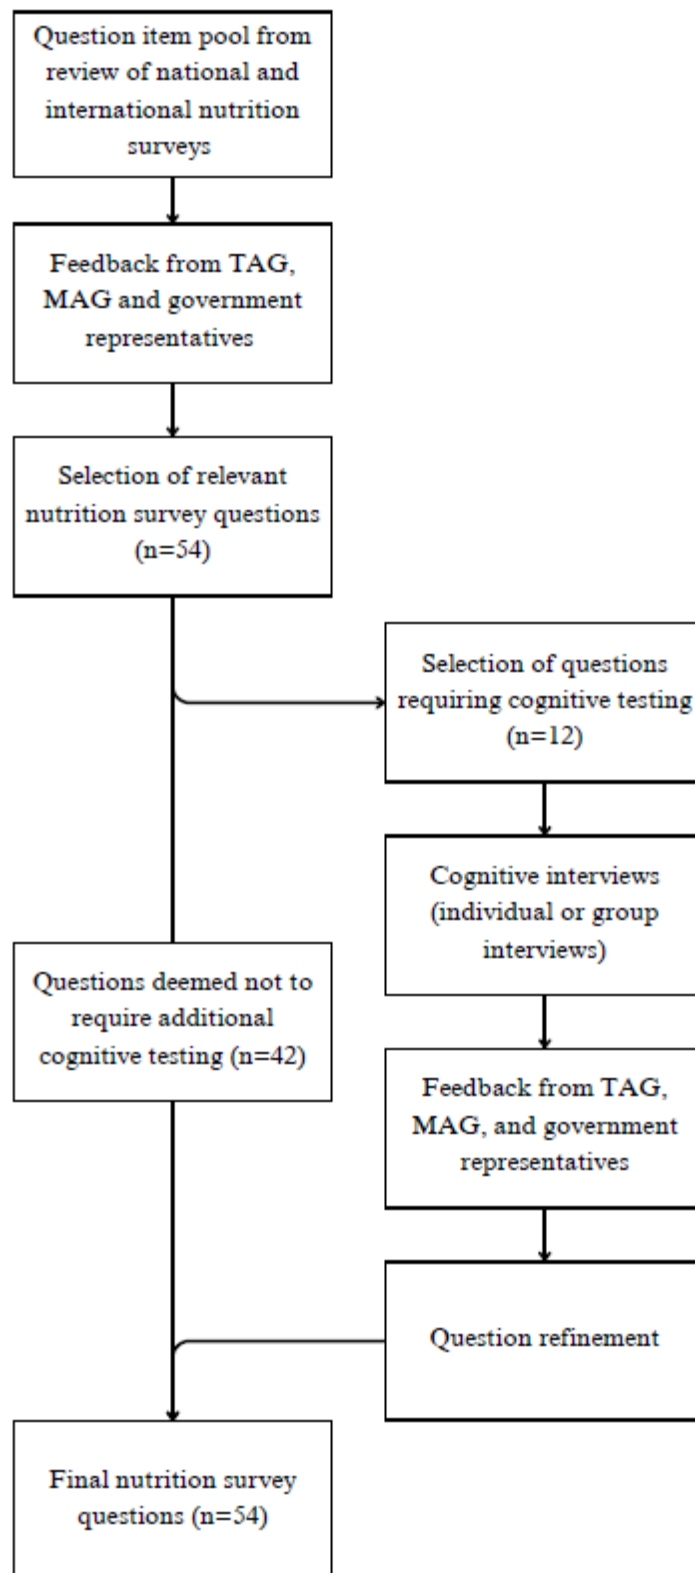 Question item pool from
review of national and
international nutrition
surveys
Feedback from TAG,
MAG and government
representatives
Selection of relevant
nutrition survey questions
(n=54)
Selection of questions
requiring cognitive testing
(n=12)
Cognitive interviews
(individual or group
interviews)
Questions deemed not to
require additional
cognitive testing (n=42)
Feedback from TAG,
MAG, and government
representatives
Question refinement
Final nutrition survey
questions (n=54)